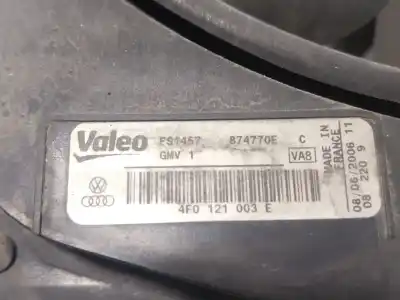 Valeo FS1457 874770E C
GMV 1 VA8
4F0 121 003 E
MADE IN
FRANCE
08/06/2006 11
08 220 9